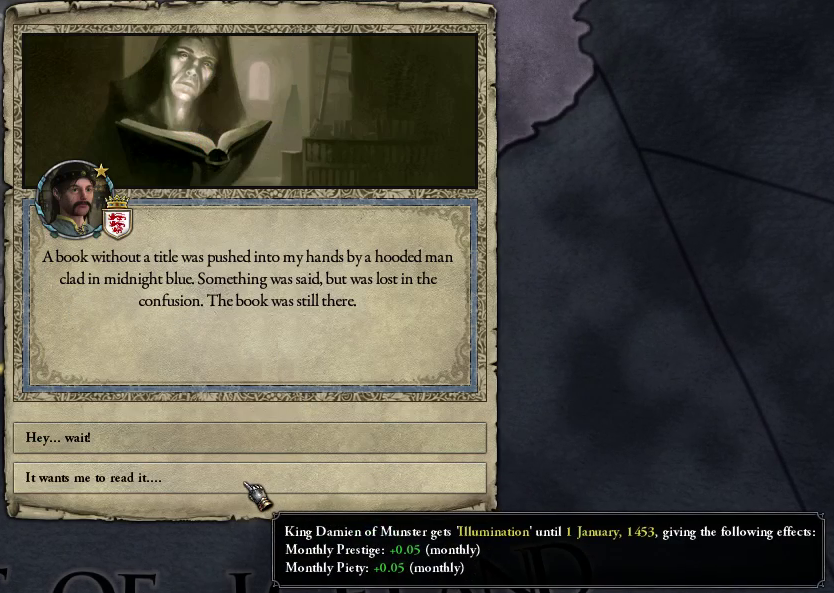 A book without a title was pushed into my hands by a hooded man
clad in midnight blue. Something was said, but was lost in the
confusion. The book was still there.
Hey... wait!
It wants me to read it....
King Damien of Munster gets 'Illumination' until 1 January, 1453, giving the following effects:
Monthly Prestige: +0.05 (monthly)
Monthly Piety: +0.05 (monthly)
OF